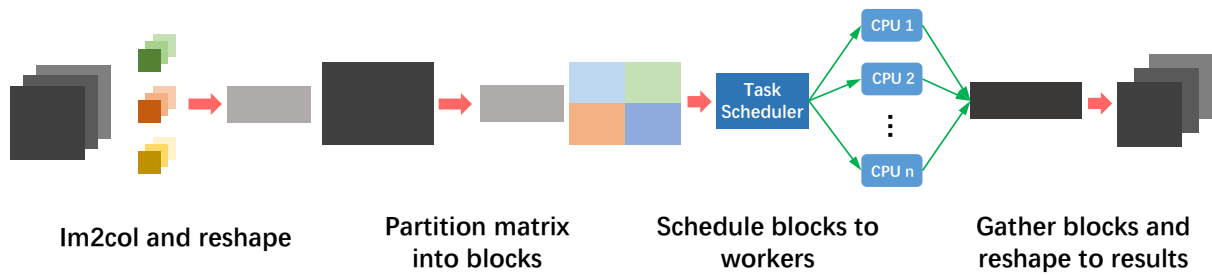 CPU 1
CPU 2
Task
Scheduler
⋮
CPU n
Im2col and reshape
Partition matrix
into blocks
Schedule blocks to
workers
Gather blocks and
reshape to results